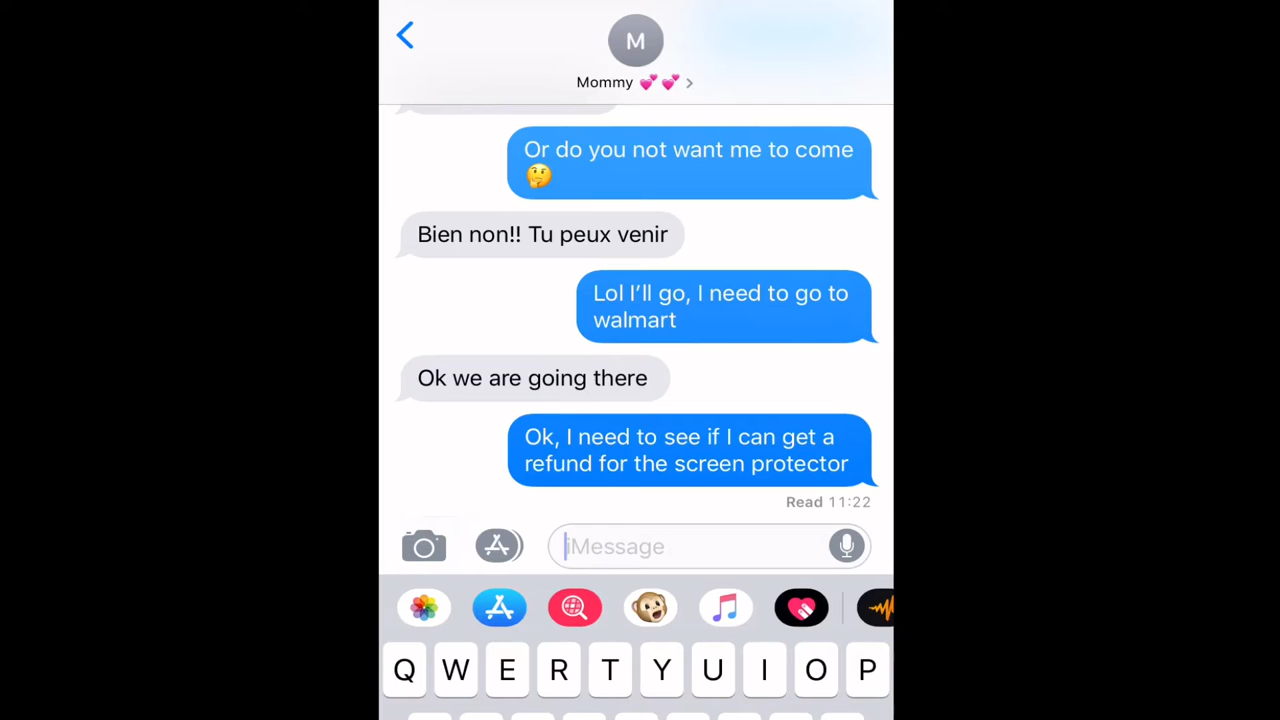 M
Mommy 💕💕 >
Or do you not want me to come
🤔
Bien non!! Tu peux venir
Lol I’ll go, I need to go to
walmart
Ok we are going there
Ok, I need to see if I can get a
refund for the screen protector
Read 11:22
iMessage
Q W E R T Y U I O P